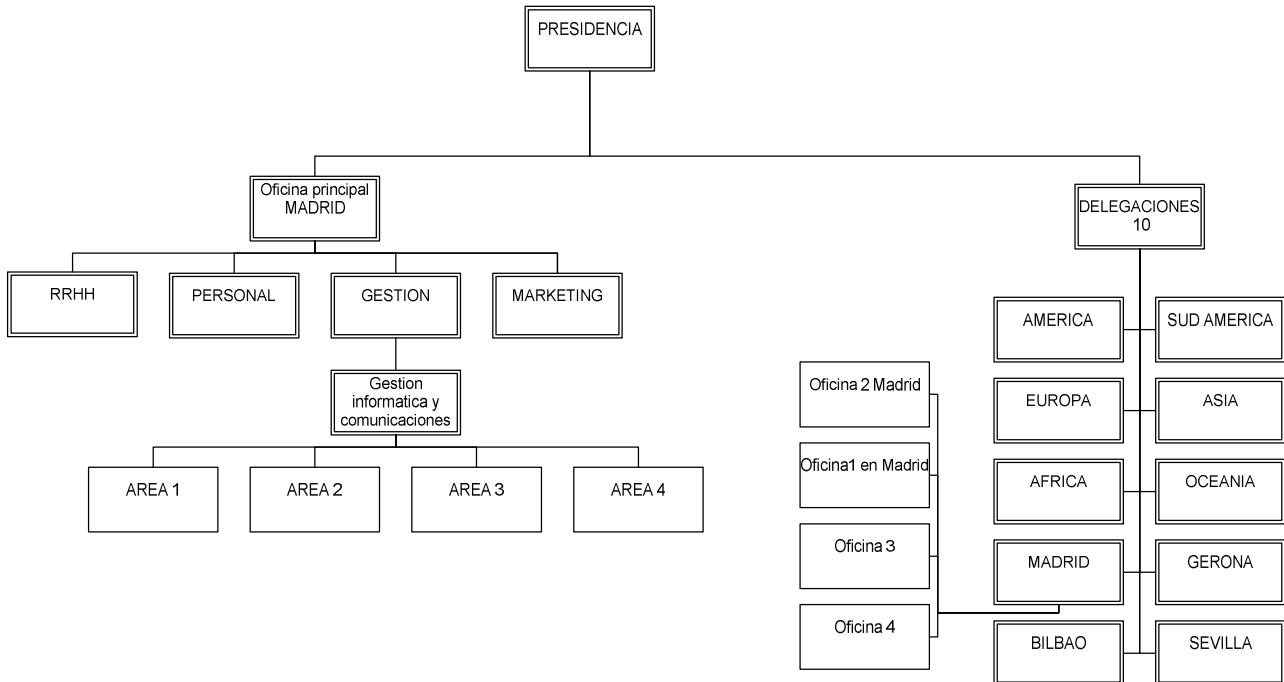 PRESIDENCIA
Oficina principal
MADRID
DELEGACIONES
10
RRHH
PERSONAL
GESTION
MARKETING
Gestion
informatica y
comunicaciones
AREA 1
AREA 2
AREA 3
AREA 4
AMERICA
SUD AMERICA
EUROPA
ASIA
AFRICA
OCEANIA
MADRID
GERONA
BILBAO
SEVILLA
Oficina 2 Madrid
Oficina1 en Madrid
Oficina 3
Oficina 4